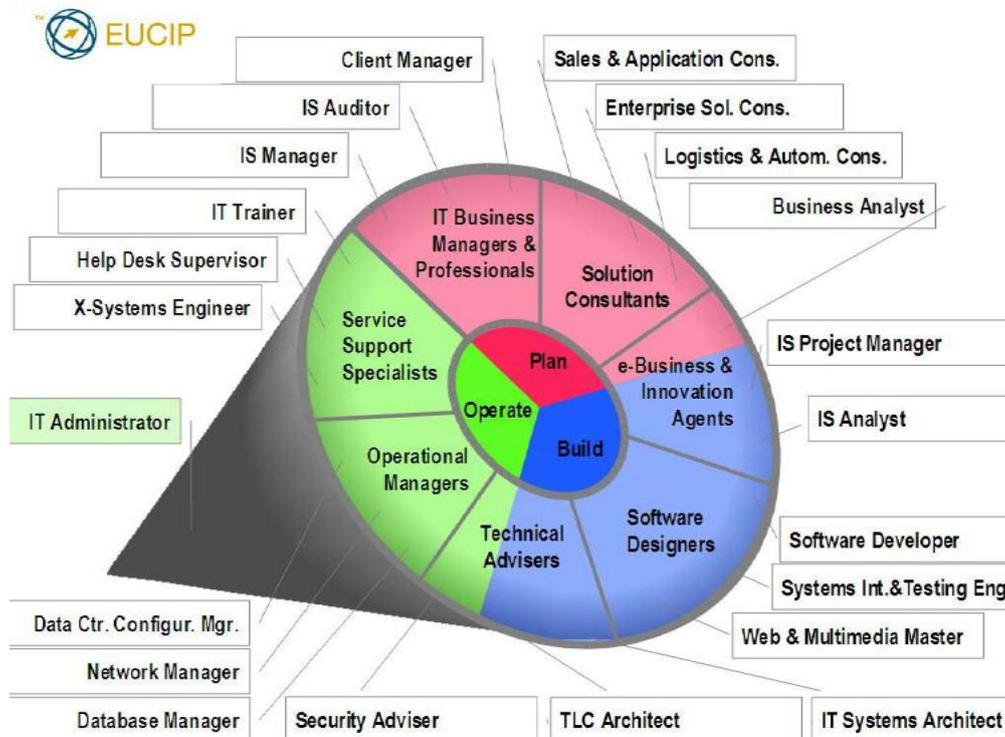 ™ EUCIP
Client Manager
Sales & Application Cons.
IS Auditor
Enterprise Sol. Cons.
IS Manager
Logistics & Autom. Cons.
IT Trainer
Business Analyst
Help Desk Supervisor
X-Systems Engineer
IT Business
Managers &
Professionals
Solution
Consultants
Service
Support
Specialists
Plan
e-Business &
Innovation
Agents
IS Project Manager
IT Administrator
Operate
IS Analyst
Build
Operational
Managers
Technical
Advisers
Software
Designers
Software Developer
Systems Int.&Testing Eng
Data Ctr. Configur. Mgr.
Web & Multimedia Master
Network Manager
Database Manager
Security Adviser
TLC Architect
IT Systems Architect